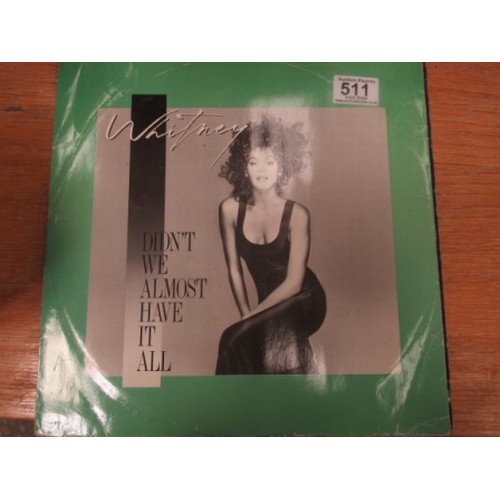 Whitney
511
DIDN'T
WE
ALMOST
HAVE
IT
ALL